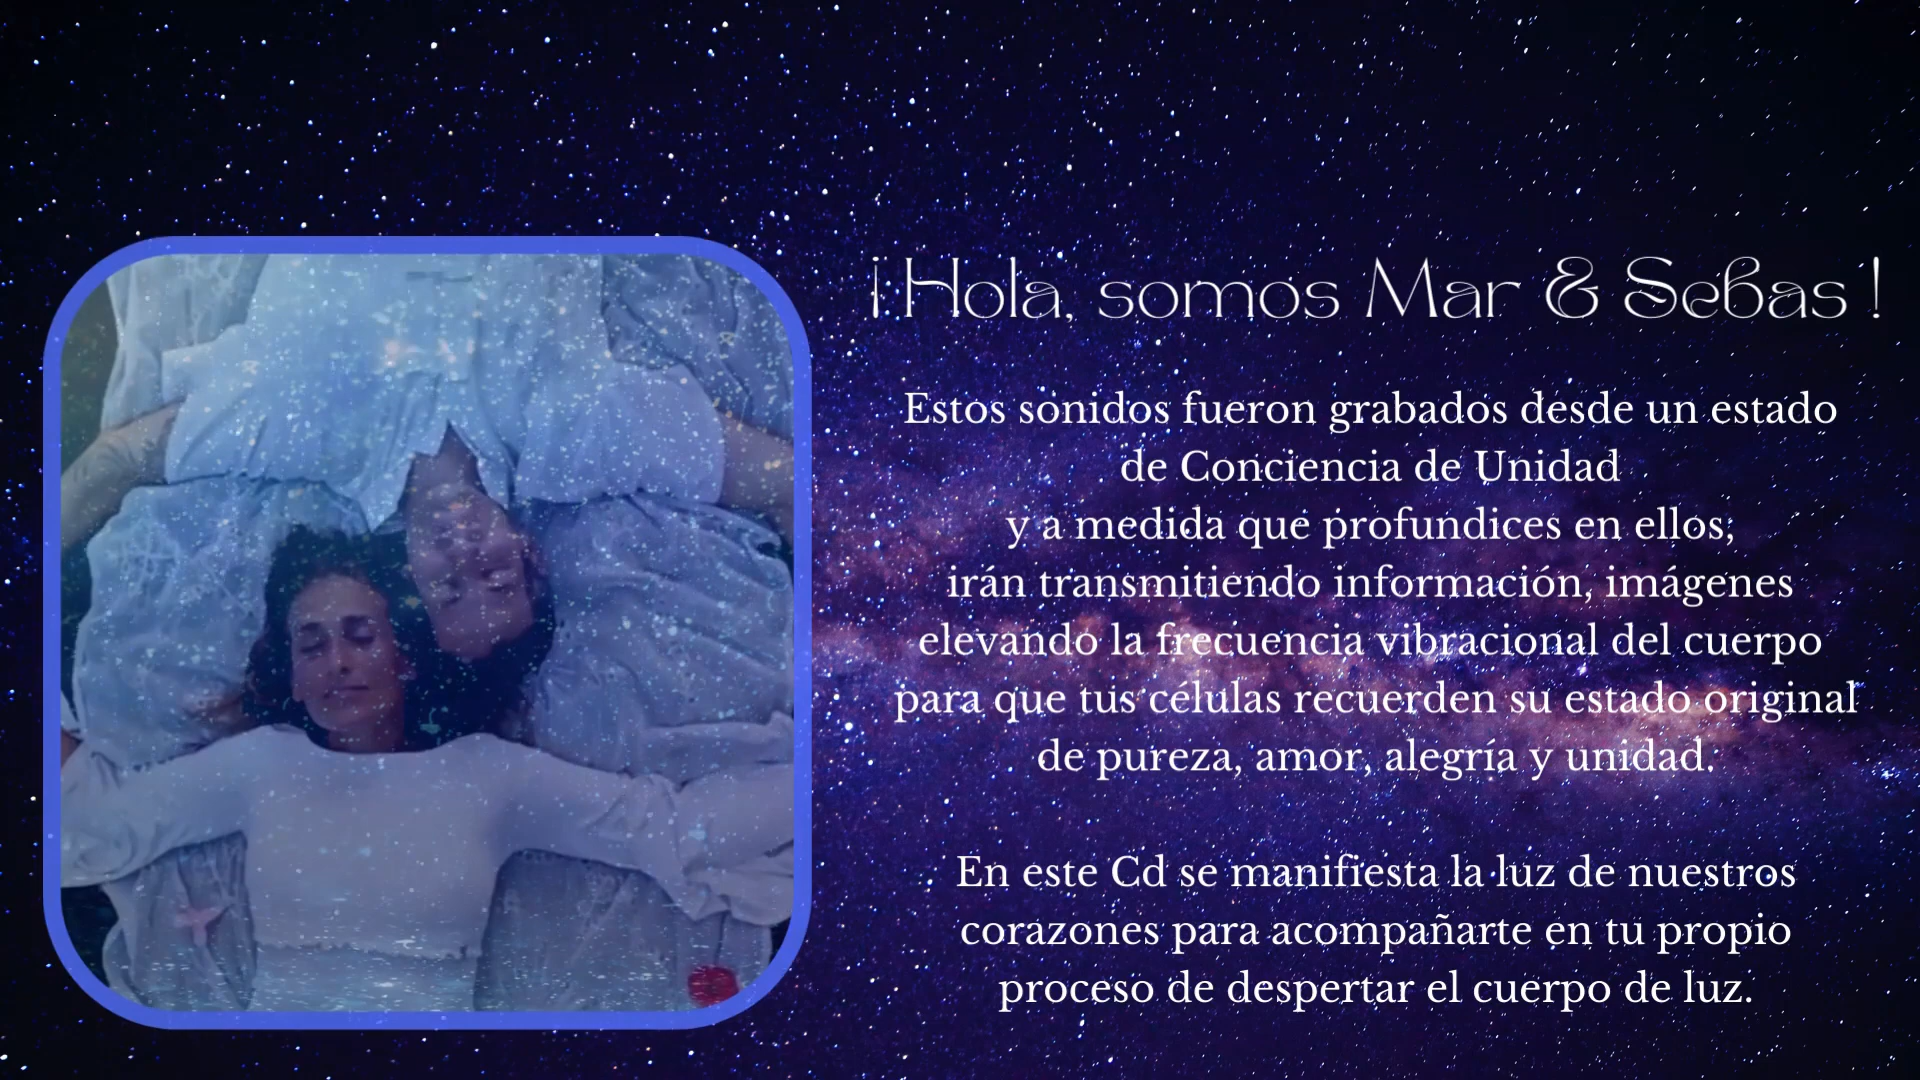 ¡Hola, somos Mar & Sebas!
Estos sonidos fueron grabados desde un estado
de Conciencia de Unidad
y a medida que profundices en ellos,
irán transmitiendo información, imágenes
elevando la frecuencia vibracional del cuerpo
para que tus células recuerden su estado original
de pureza, amor, alegría y unidad.
En este Cd se manifiesta la luz de nuestros
corazones para acompañarte en tu propio
proceso de despertar el cuerpo de luz.